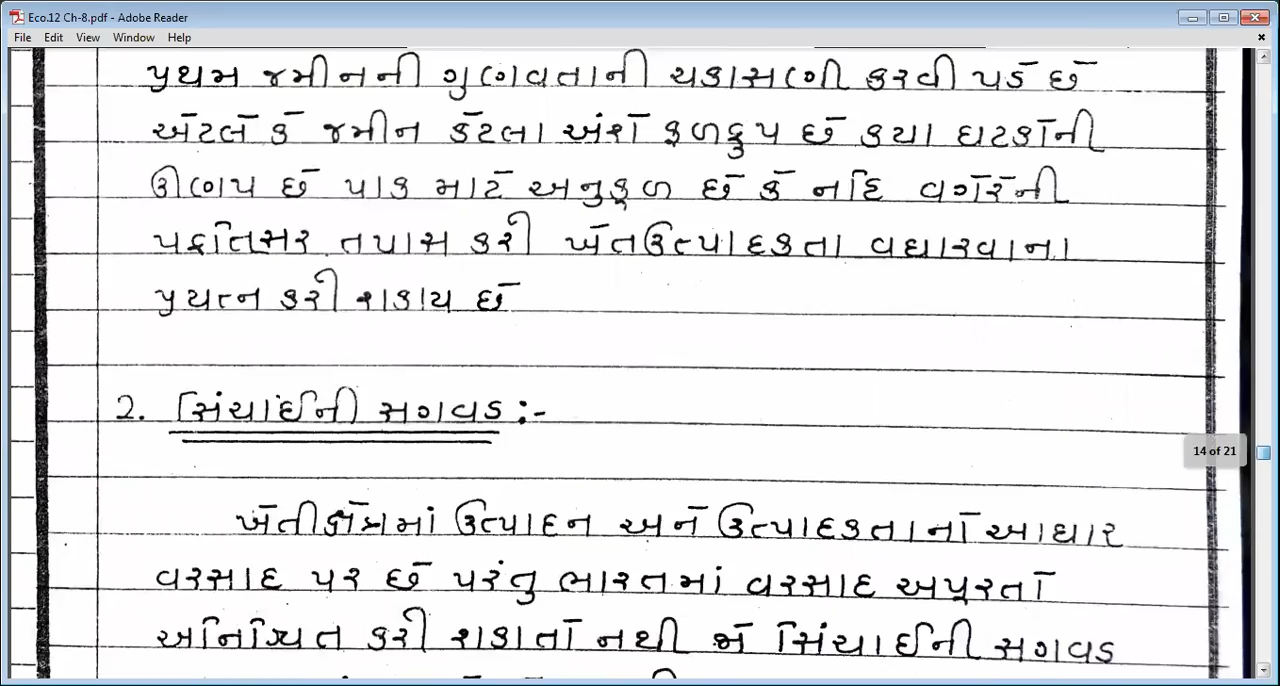 Eco.12 Ch-8.pdf - Adobe Reader
File Edit View Window Help
પ્રથમ જમીનની ગુણવતાની ચકાસણી કરવી પડે છે
એટલે કે જમીન કેટલા અંશે ફળદ્રુપ છે કયા ઘટકોની
ઊણપ છે પાક માટે અનુકૂળ છે કે નહિ વગેરેની
પદ્ધતિસર તપાસ કરી ખેતઉત્પાદકતા વધારવાના
પ્રયત્ન કરી શકાય છે
2. સિંચાઈની સગવડ :-
14 of 21
ખેતીક્ષેત્રમાં ઉત્પાદન અને ઉત્પાદકતાનો આધાર
વરસાદ પર છે પરંતુ ભારતમાં વરસાદ અપૂરતો
અનિશ્ચિત કરી શકાતો નથી જો સિંચાઈની સગવડ